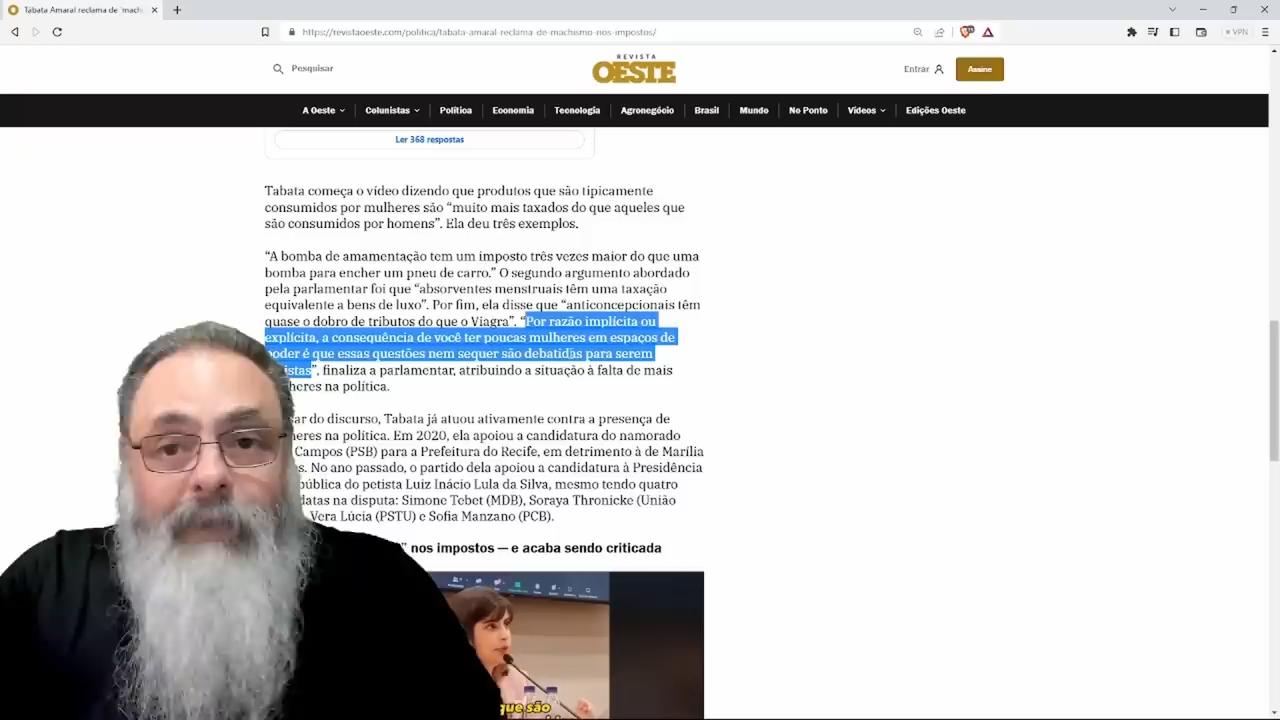 Tabata Amaral reclama de 'mach
https://revistaoeste.com/politica/tabata-amaral-reclama-de-machismo-nos-impostos/
VPN
Pesquisar
REVISTA
OESTE
Entrar
Assine
A Oeste
Colunistas
Política
Economia
Tecnologia
Agronegócio
Brasil
Mundo
No Ponto
Vídeos
Edições Oeste
Ler 368 respostas
Tabata começa o vídeo dizendo que produtos que são tipicamente
consumidos por mulheres são “muito mais taxados do que aqueles que
são consumidos por homens”. Ela deu três exemplos.
“A bomba de amamentação tem um imposto três vezes maior do que uma
bomba para encher um pneu de carro.” O segundo argumento abordado
pela parlamentar foi que “absorventes menstruais têm uma taxação
equivalente a bens de luxo”. Por fim, ela disse que “anticoncepcionais têm
quase o dobro de tributos do que o Viagra”. “Por razão implícita ou
explícita, a consequência de você ter poucas mulheres em espaços de
poder é que essas questões nem sequer são debatidas para serem
istas”, finaliza a parlamentar, atribuindo a situação à falta de mais
heres na política.
ar do discurso, Tabata já atuou ativamente contra a presença de
heres na política. Em 2020, ela apoiou a candidatura do namorado
Campos (PSB) para a Prefeitura do Recife, em detrimento à de Marília
s. No ano passado, o partido dela apoiou a candidatura à Presidência
pública do petista Luiz Inácio Lula da Silva, mesmo tendo quatro
datas na disputa: Simone Tebet (MDB), Soraya Thronicke (União
Vera Lúcia (PSTU) e Sofia Manzano (PCB).
” nos impostos — e acaba sendo criticada
que são